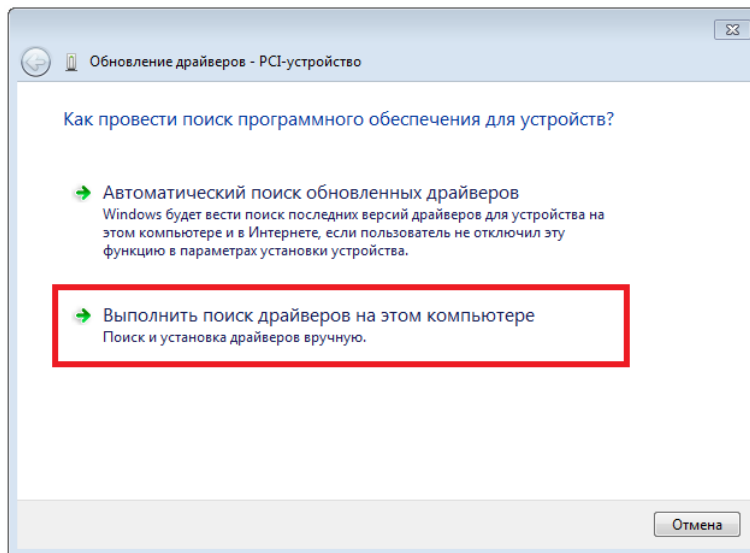 Обновление драйверов - PCI-устройство
Как провести поиск программного обеспечения для устройств?
Автоматический поиск обновленных драйверов
Windows будет вести поиск последних версий драйверов для устройства на
этом компьютере и в Интернете, если пользователь не отключил эту
функцию в параметрах установки устройства.
Выполнить поиск драйверов на этом компьютере
Поиск и установка драйверов вручную.
Отмена